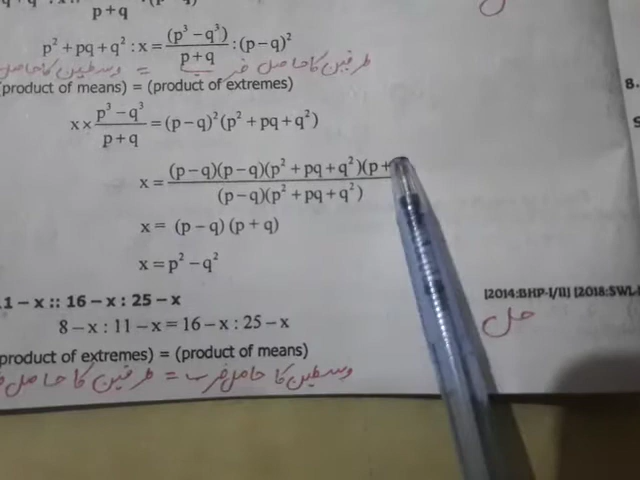 p + q
p² + pq + q² : x = (p³ − q³)/(p + q) : (p − q)²
طرفین کا حاصل ضرب = وسطین کا حاصل
(product of means) = (product of extremes)
x × (p³ − q³)/(p + q) = (p − q)² (p² + pq + q²)
x = (p − q)(p − q)(p² + pq + q²)(p + / (p − q)(p² + pq + q²)
x = (p − q) (p + q)
x = p² − q²
1 − x :: 16 − x : 25 − x
[2014:BHP-I/II] [2018:SWL-
8 − x : 11 − x = 16 − x : 25 − x
حل
product of extremes) = (product of means)
وسطین کا حاصل ضرب = طرفین کا حاصل
8.